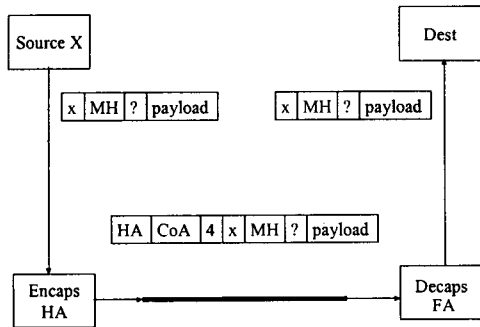 Source X
Dest
x MH ? payload
x MH ? payload
HA CoA 4 x MH ? payload
Encaps
HA
Decaps
FA